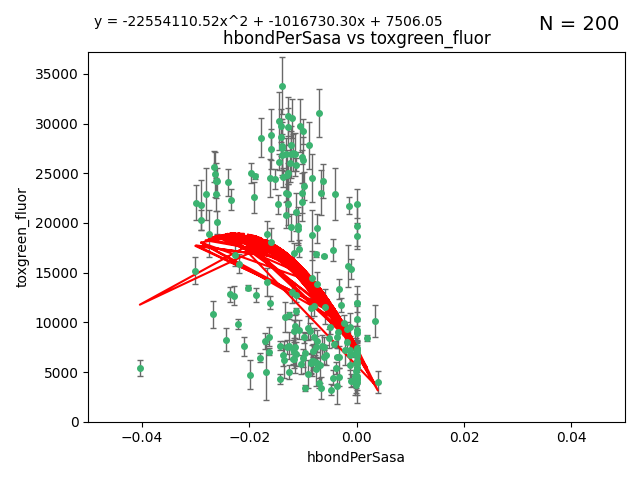 y = -22554110.52x^2 + -1016730.30x + 7506.05
N = 200
hbondPerSasa vs toxgreen_fluor
35000
30000
25000
20000
15000
10000
5000
0
toxgreen_fluor
−0.04
−0.02
0.00
0.02
0.04
hbondPerSasa